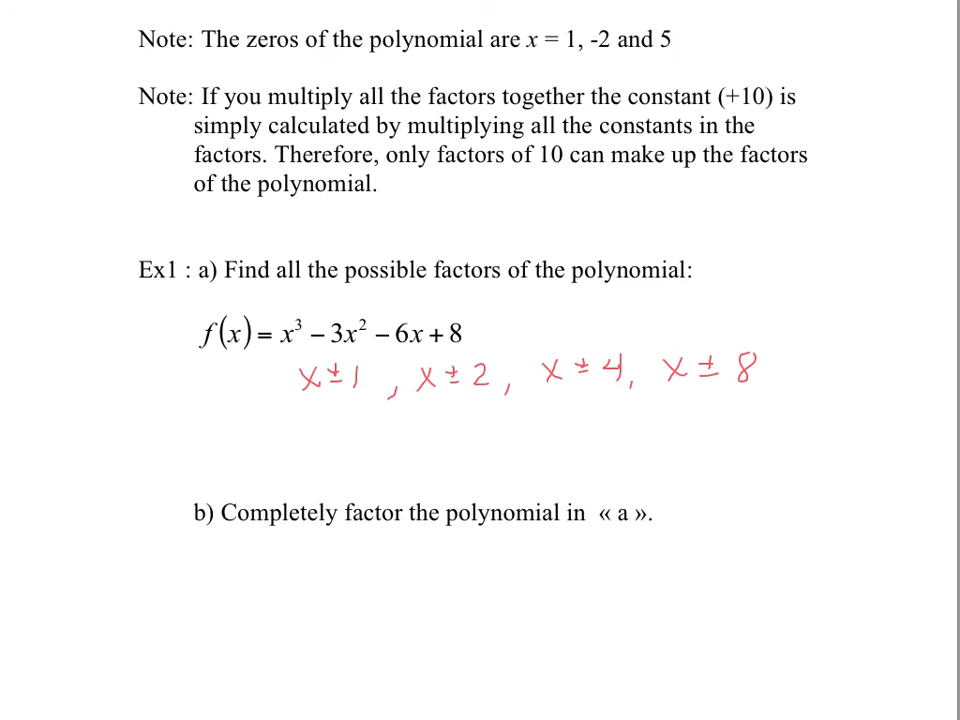 Note: The zeros of the polynomial are x = 1, -2 and 5
Note: If you multiply all the factors together the constant (+10) is
simply calculated by multiplying all the constants in the
factors. Therefore, only factors of 10 can make up the factors
of the polynomial.
Ex1 : a) Find all the possible factors of the polynomial:
f(x) = x³ − 3x² − 6x + 8
x ± 1 , x ± 2 , x ± 4, x ± 8
b) Completely factor the polynomial in « a ».